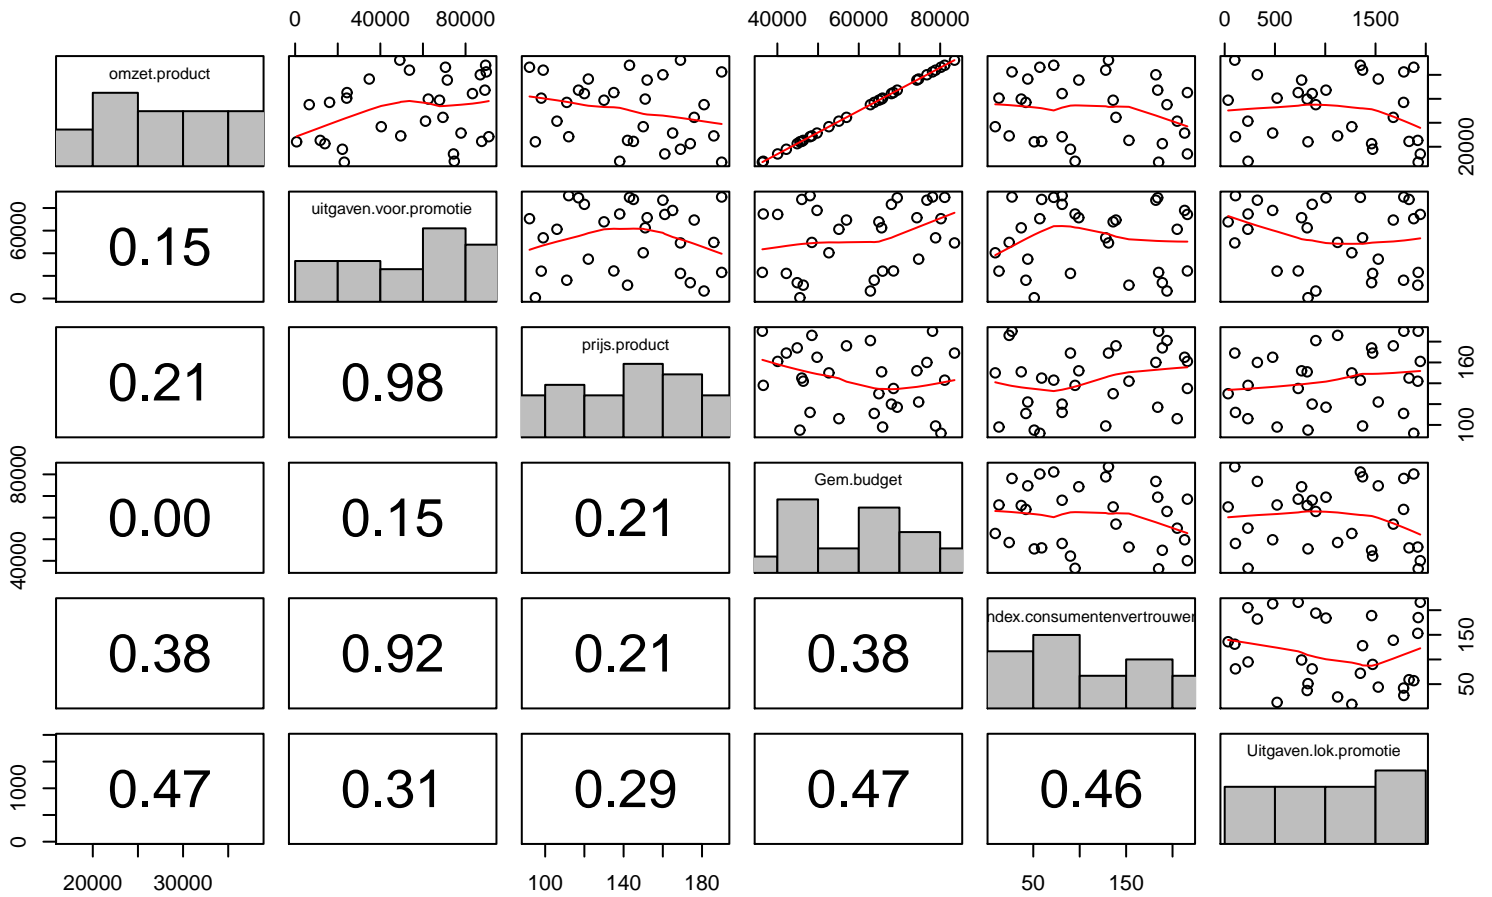 0 40000 80000 40000 60000 80000 0 500 1500
omzet.product
20000
0 60000
0.15
uitgaven.voor.promotie
0.21
0.98
prijs.product
100 160
40000 80000
0.00
0.15
0.21
Gem.budget
0.38
0.92
0.21
0.38
ndex.consumentenvertrouwer
50 150
0 1000
0.47
0.31
0.29
0.47
0.46
Uitgaven.lok.promotie
20000 30000 100 140 180 50 150